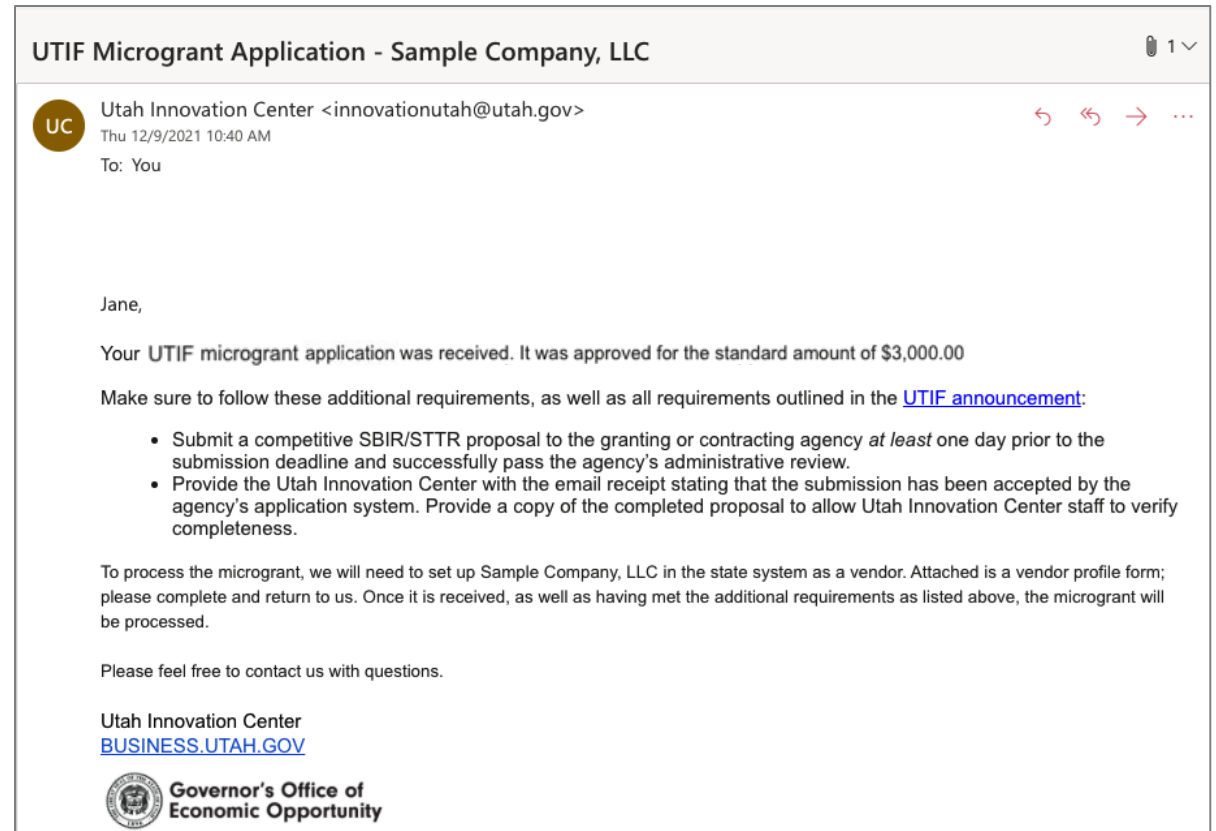 UTIF Microgrant Application - Sample Company, LLC
1
UC
Utah Innovation Center <innovationutah@utah.gov>
Thu 12/9/2021 10:40 AM
To: You
Jane,
Your UTIF microgrant application was received. It was approved for the standard amount of $3,000.00
Make sure to follow these additional requirements, as well as all requirements outlined in the UTIF announcement:
• Submit a competitive SBIR/STTR proposal to the granting or contracting agency at least one day prior to the
submission deadline and successfully pass the agency's administrative review.
• Provide the Utah Innovation Center with the email receipt stating that the submission has been accepted by the
agency's application system. Provide a copy of the completed proposal to allow Utah Innovation Center staff to verify
completeness.
To process the microgrant, we will need to set up Sample Company, LLC in the state system as a vendor. Attached is a vendor profile form;
please complete and return to us. Once it is received, as well as having met the additional requirements as listed above, the microgrant will
be processed.
Please feel free to contact us with questions.
Utah Innovation Center
BUSINESS.UTAH.GOV
Governor's Office of
Economic Opportunity